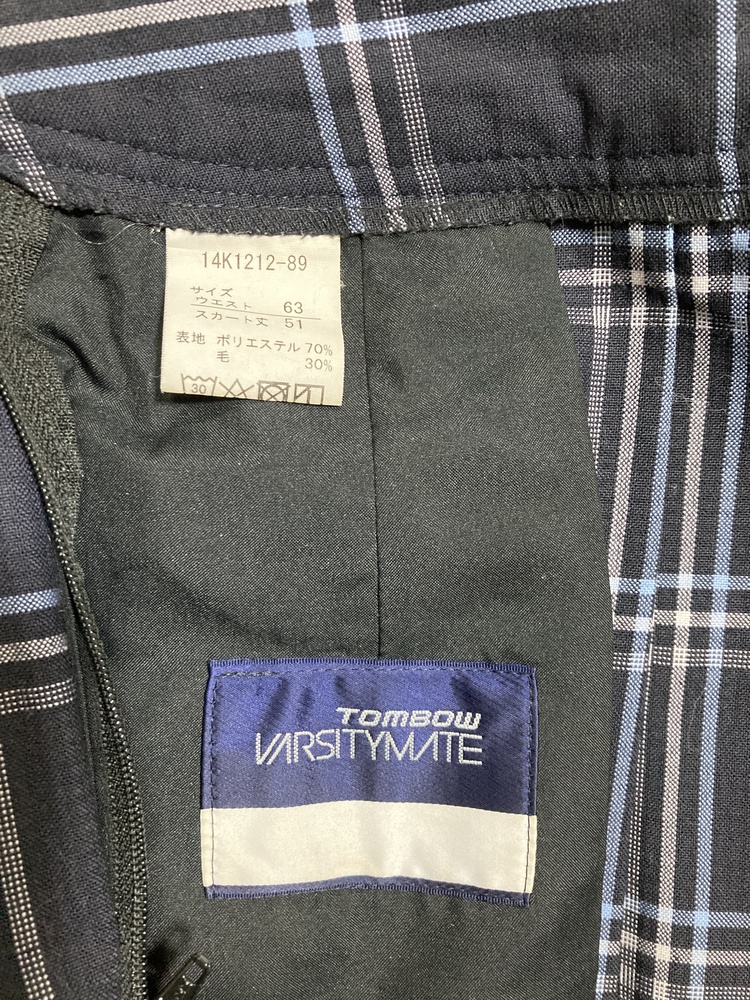 14K1212-89
サイズ
ウエスト 63
スカート丈 51
表地 ポリエステル 70%
毛 30%
30
TOMBOW
VARSITYMATE